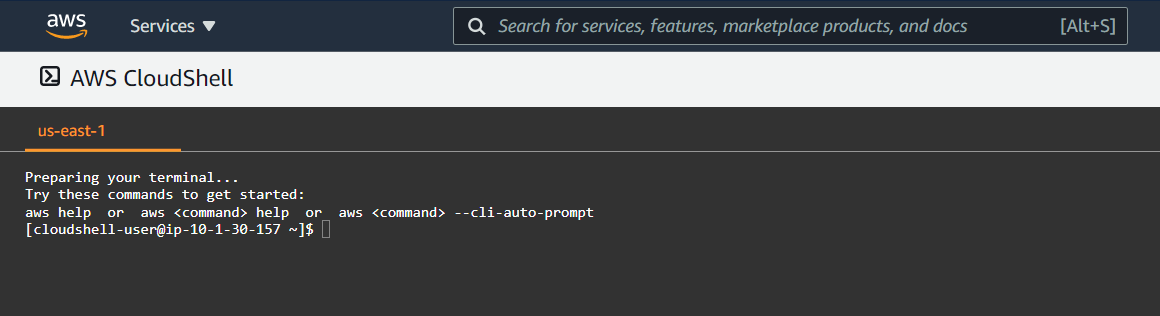 aws
Services
Search for services, features, marketplace products, and docs
[Alt+S]
AWS CloudShell
us-east-1
Preparing your terminal...
Try these commands to get started:
aws help  or  aws <command> help  or  aws <command> --cli-auto-prompt
[cloudshell-user@ip-10-1-30-157 ~]$